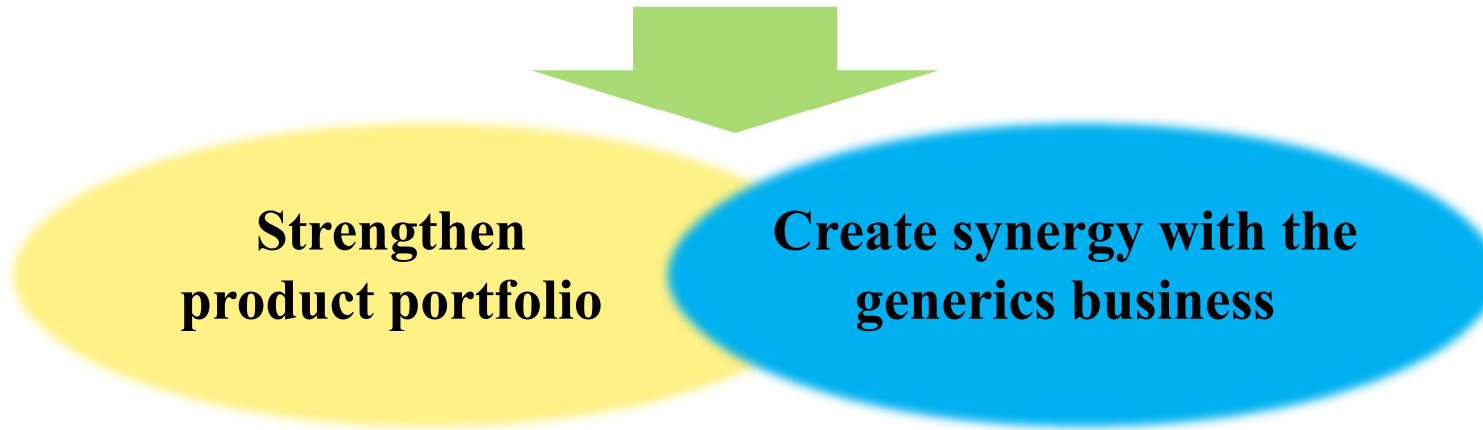 Strengthen
product portfolio
Create synergy with the
generics business